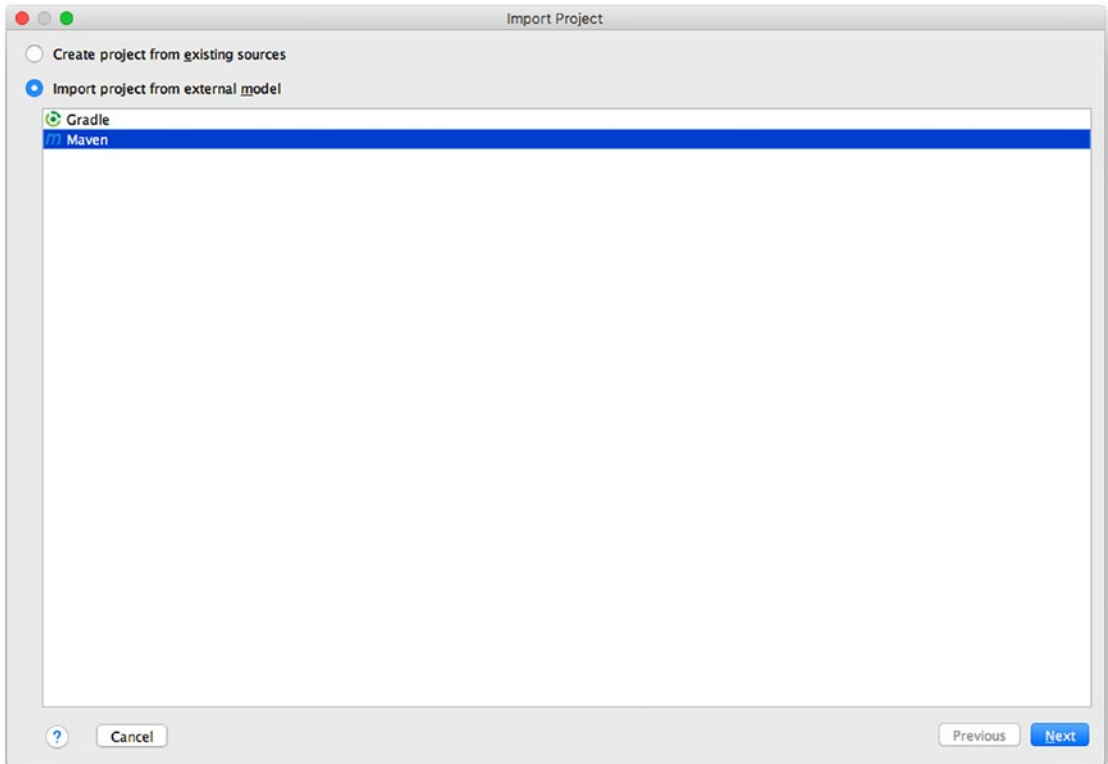 Import Project
Create project from existing sources
Import project from external model
Gradle
m Maven
?
Cancel
Previous
Next